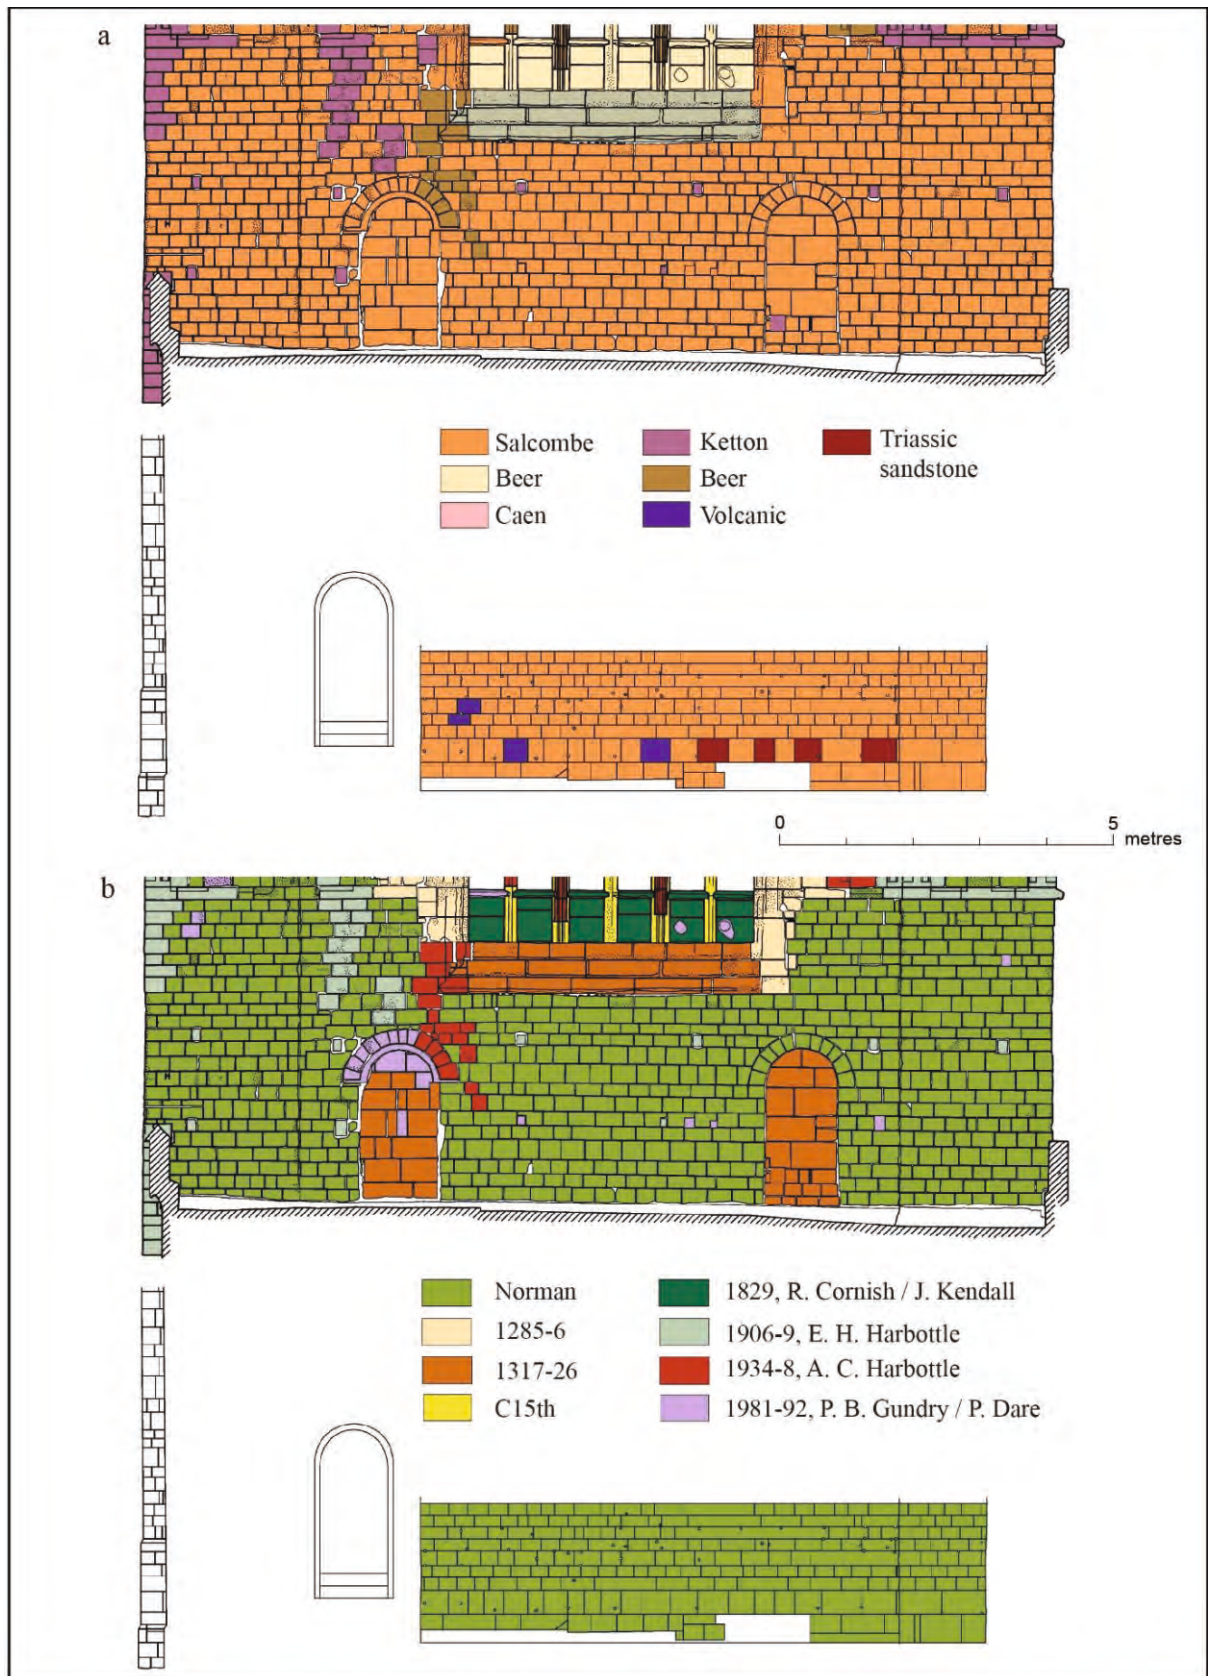 a
Salcombe
Ketton
Triassic
sandstone
Beer
Beer
Caen
Volcanic
0 5
metres
b
Norman
1829, R. Cornish / J. Kendall
1285-6
1906-9, E. H. Harbottle
1317-26
1934-8, A. C. Harbottle
C15th
1981-92, P. B. Gundry / P. Dare